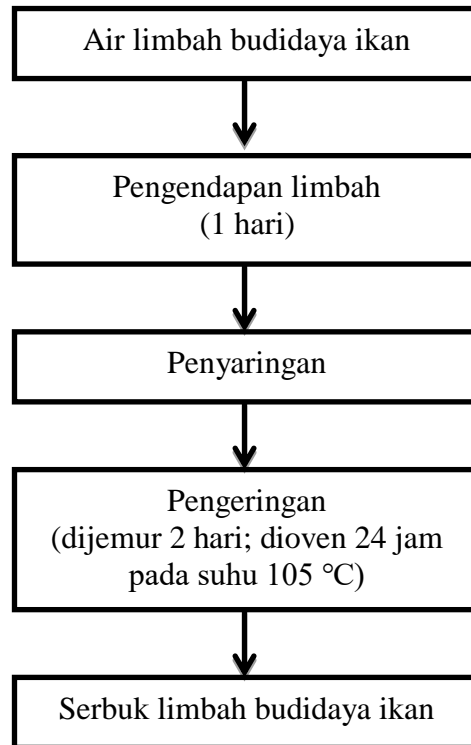 Air limbah budidaya ikan
Pengendapan limbah
(1 hari)
Penyaringan
Pengeringan
(dijemur 2 hari; dioven 24 jam
pada suhu 105 °C)
Serbuk limbah budidaya ikan